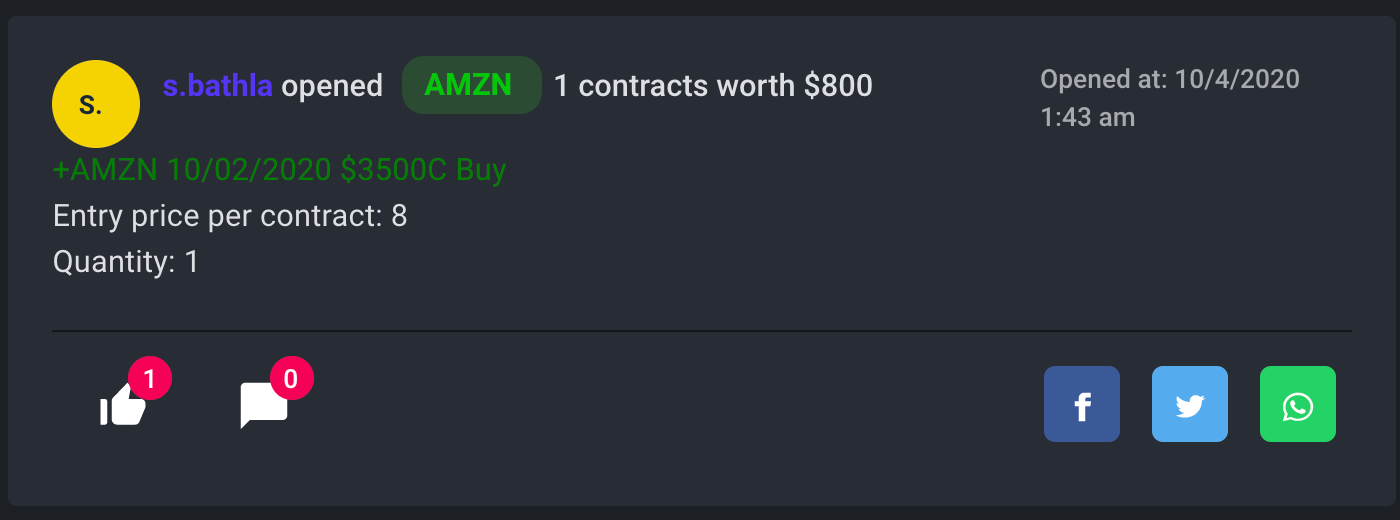 S.
s.bathla opened AMZN 1 contracts worth $800
Opened at: 10/4/2020
1:43 am
+AMZN 10/02/2020 $3500C Buy
Entry price per contract: 8
Quantity: 1
1
0